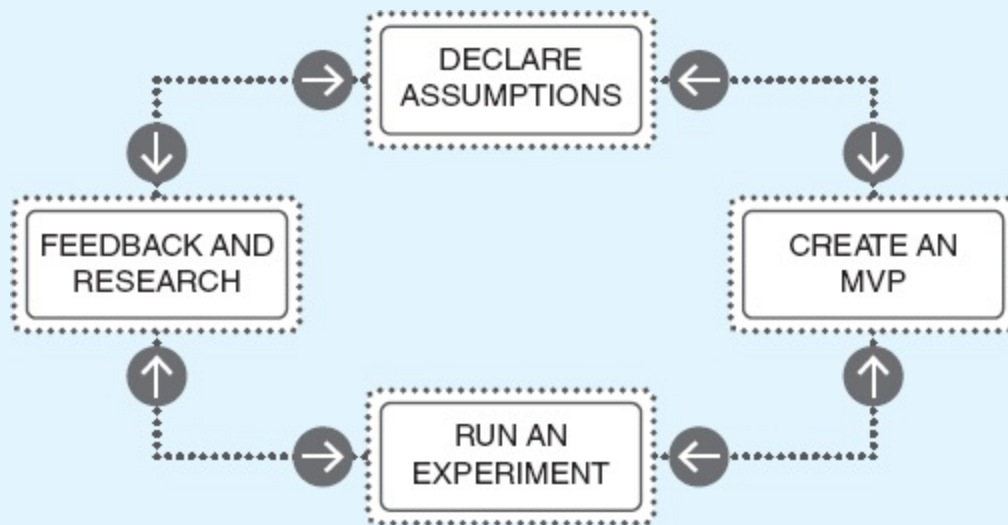 DECLARE
ASSUMPTIONS
FEEDBACK AND
RESEARCH
CREATE AN
MVP
RUN AN
EXPERIMENT